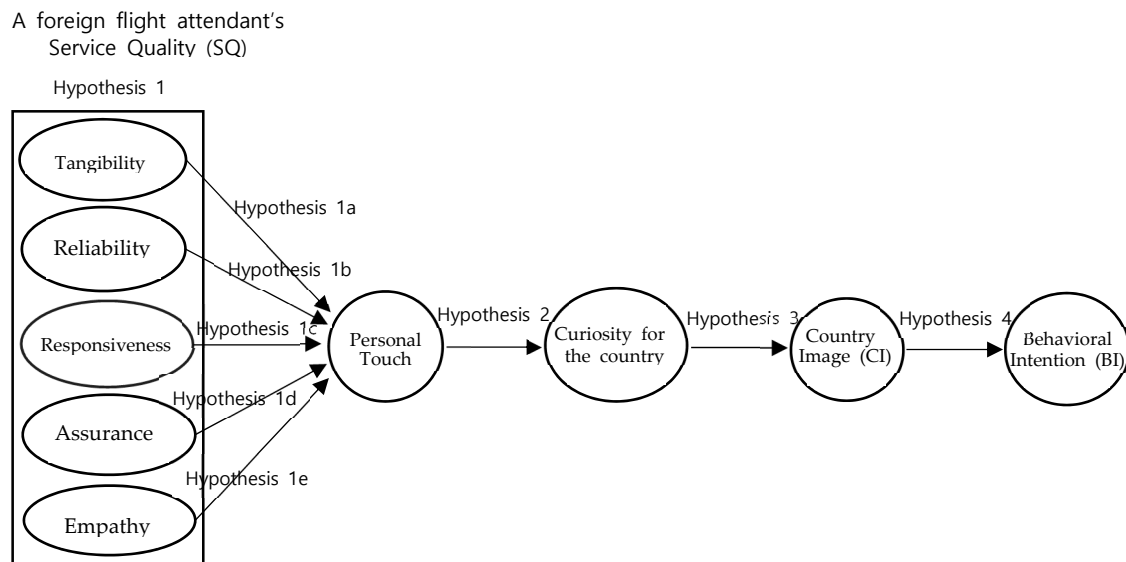 A foreign flight attendant's
Service Quality (SQ)
Hypothesis 1
Tangibility
Hypothesis 1a
Reliability
Hypothesis 1b
Responsiveness
Hypothesis 1c
Assurance
Hypothesis 1d
Empathy
Hypothesis 1e
Personal
Touch
Hypothesis 2
Curiosity for
the country
Hypothesis 3
Country
Image (CI)
Hypothesis 4
Behavioral
Intention (BI)